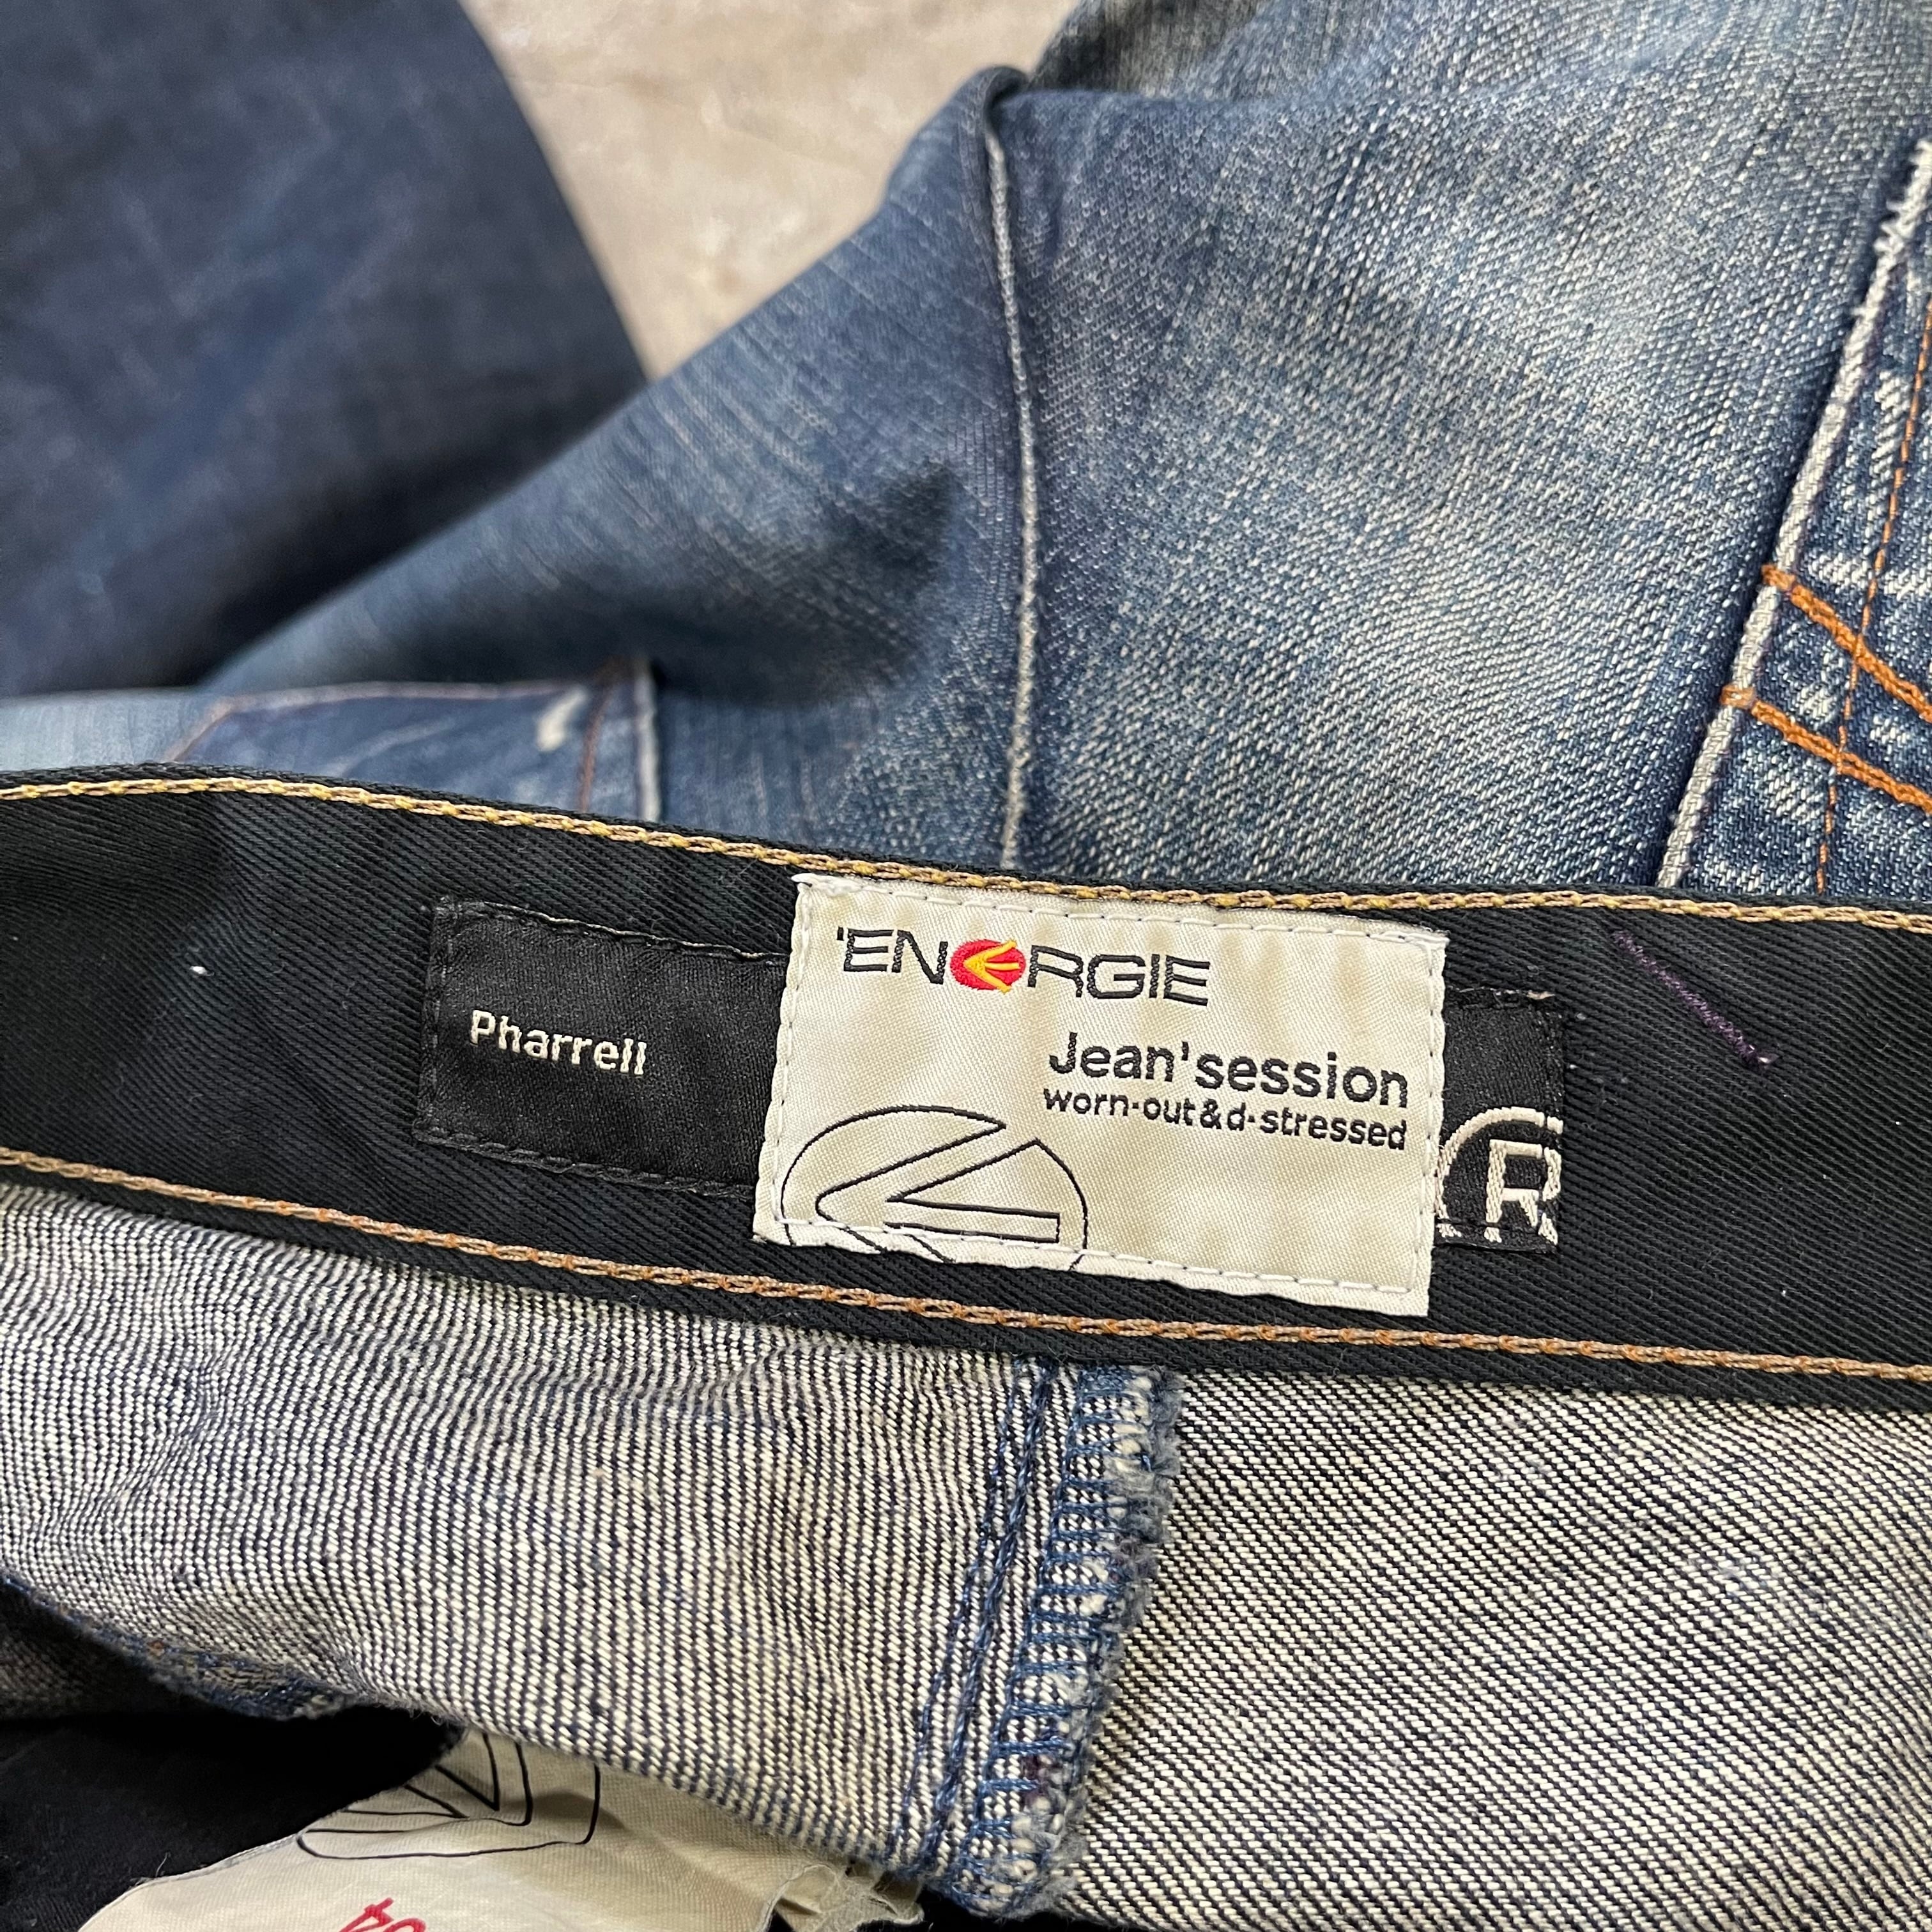 'ENERGIE
Pharrell
Jean'session
worn-out&d-stressed
R